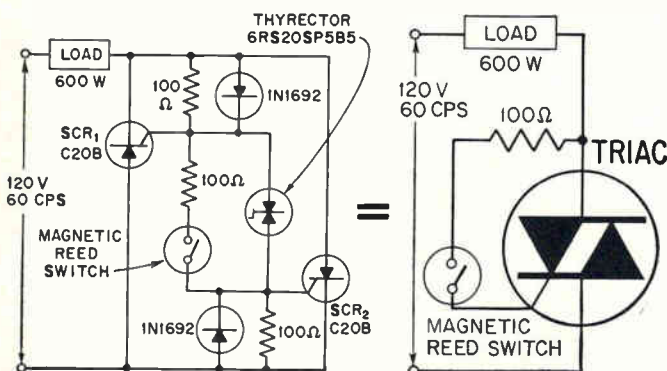 THYRECTOR
6RS20SP5B5
LOAD
600 W
100
Ω
1N1692
SCR1
C20B
100Ω
120 V
60 CPS
MAGNETIC
REED
SWITCH
1N1692
100Ω
SCR2
C20B
=
LOAD
600 W
120 V
60 CPS
100Ω
TRIAC
MAGNETIC
REED SWITCH